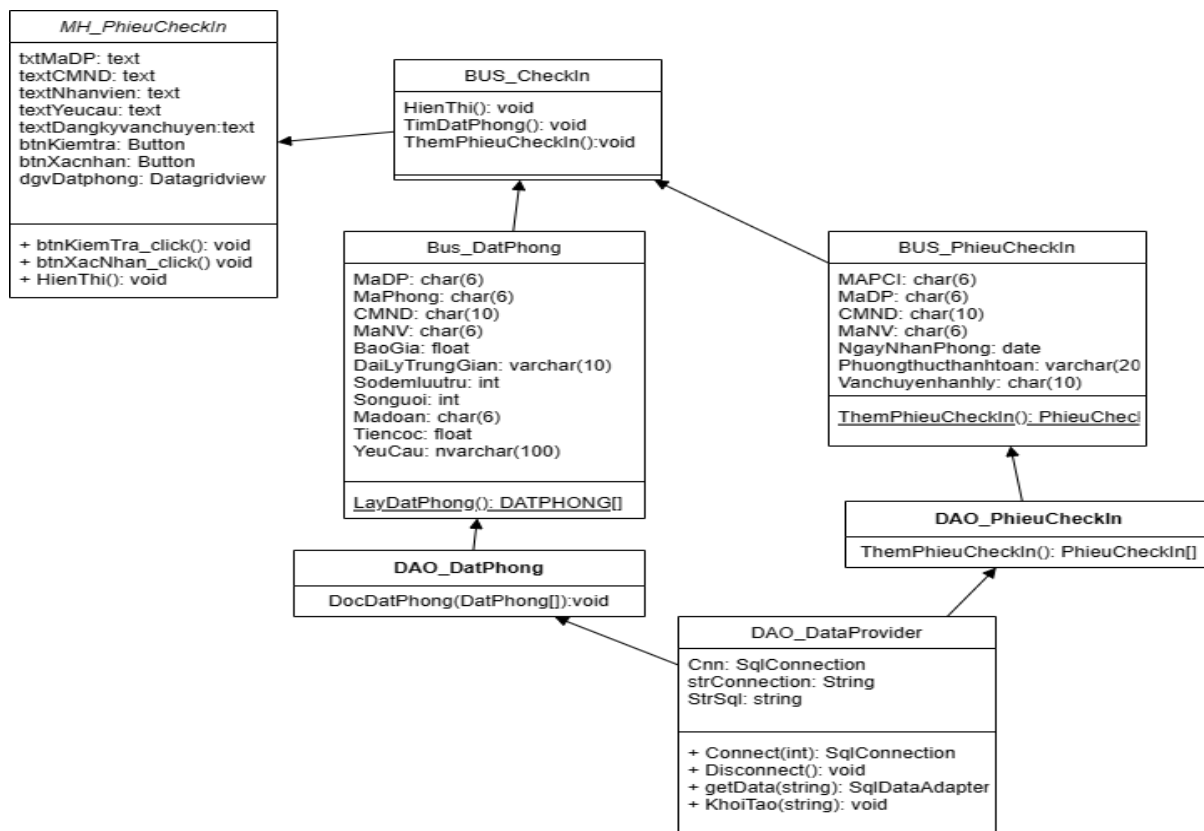 MH_PhieuCheckIn
txtMaDP: text
textCMND: text
textNhanvien: text
textYeucau: text
textDangkyvanchuyen:text
btnKiemtra: Button
btnXacnhan: Button
dgvDatphong: Datagridview
+ btnKiemTra_click(): void
+ btnXacNhan_click() void
+ HienThi(): void
BUS_CheckIn
HienThi(): void
TimDatPhong(): void
ThemPhieuCheckIn():void
Bus_DatPhong
MaDP: char(6)
MaPhong: char(6)
CMND: char(10)
MaNV: char(6)
BaoGia: float
DaiLyTrungGian: varchar(10)
Sodemluutru: int
Songuoi: int
Madoan: char(6)
Tiencoc: float
YeuCau: nvarchar(100)
LayDatPhong(): DATPHONG[]
BUS_PhieuCheckIn
MAPCI: char(6)
MaDP: char(6)
CMND: char(10)
MaNV: char(6)
NgayNhanPhong: date
Phuongthucthanhtoan: varchar(20
Vanchuyenhanhly: char(10)
ThemPhieuCheckIn(): PhieuCheck
DAO_DatPhong
DocDatPhong(DatPhong[]):void
DAO_PhieuCheckIn
ThemPhieuCheckIn(): PhieuCheckIn[]
DAO_DataProvider
Cnn: SqlConnection
strConnection: String
StrSql: string
+ Connect(int): SqlConnection
+ Disconnect(): void
+ getData(string): SqlDataAdapter
+ KhoiTao(string): void